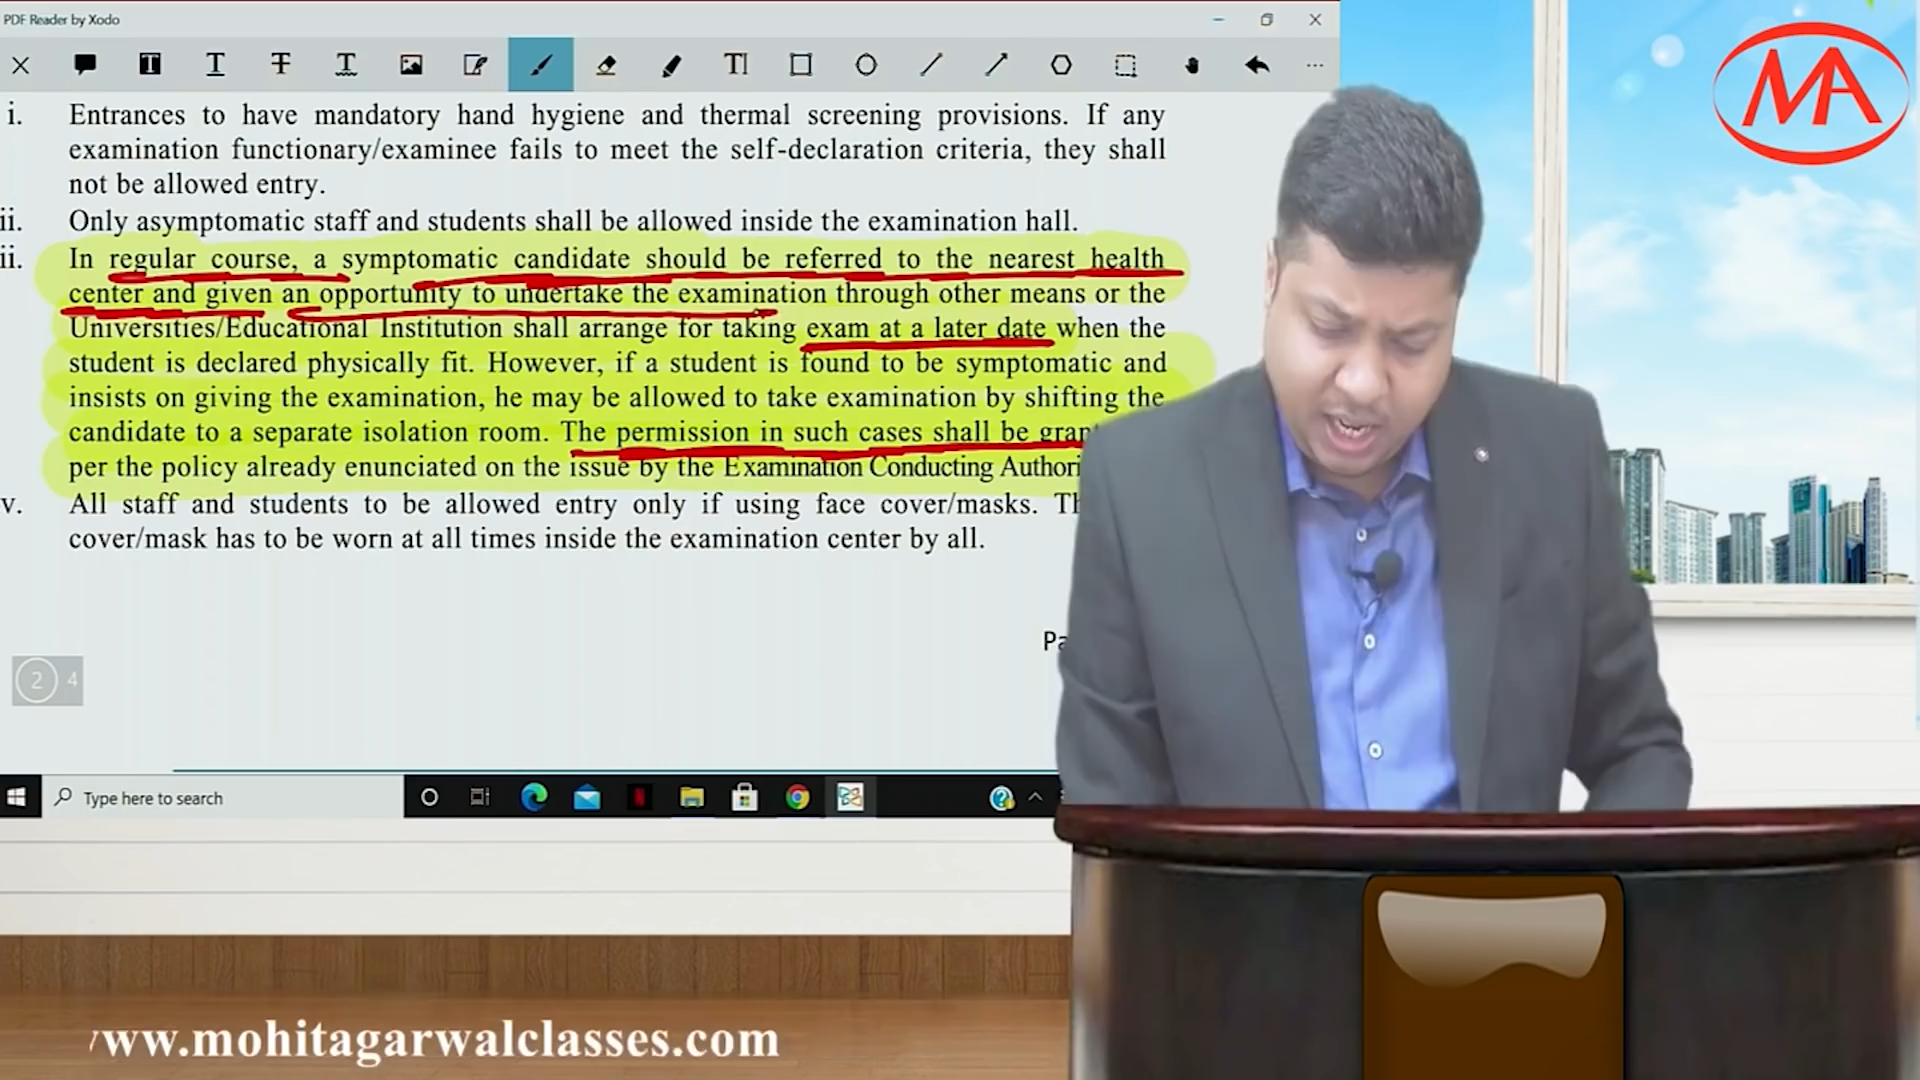 PDF Reader by Xodo
i. Entrances to have mandatory hand hygiene and thermal screening provisions. If any
examination functionary/examinee fails to meet the self-declaration criteria, they shall
not be allowed entry.
ii. Only asymptomatic staff and students shall be allowed inside the examination hall.
ii. In regular course, a symptomatic candidate should be referred to the nearest health
center and given an opportunity to undertake the examination through other means or the
Universities/Educational Institution shall arrange for taking exam at a later date when the
student is declared physically fit. However, if a student is found to be symptomatic and
insists on giving the examination, he may be allowed to take examination by shifting the
candidate to a separate isolation room. The permission in such cases shall be
per the policy already enunciated on the issue by the Examination Conducting
v. All staff and students to be allowed entry only if using face cover/masks.
cover/mask has to be worn at all times inside the examination center by all.
2 4
Type here to search
MA
www.mohitagarwalclasses.com